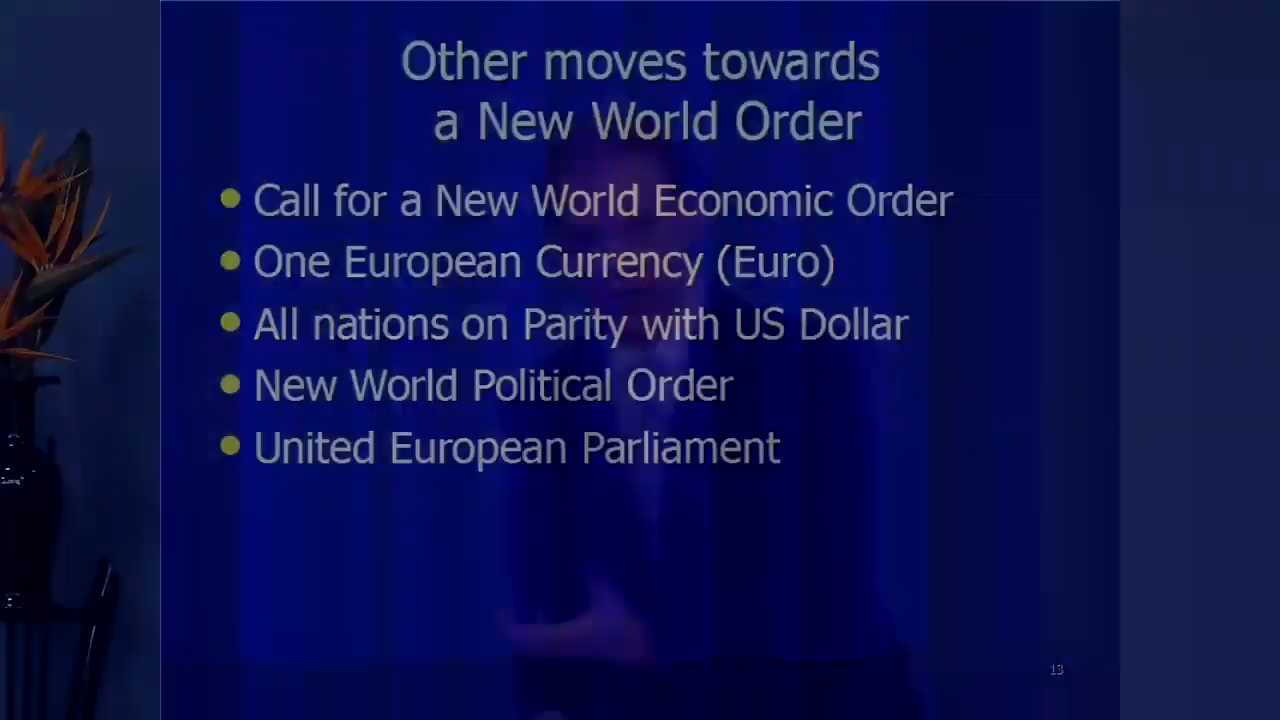 Other moves towards
a New World Order
• Call for a New World Economic Order
• One European Currency (Euro)
• All nations on Parity with US Dollar
• New World Political Order
• United European Parliament
13